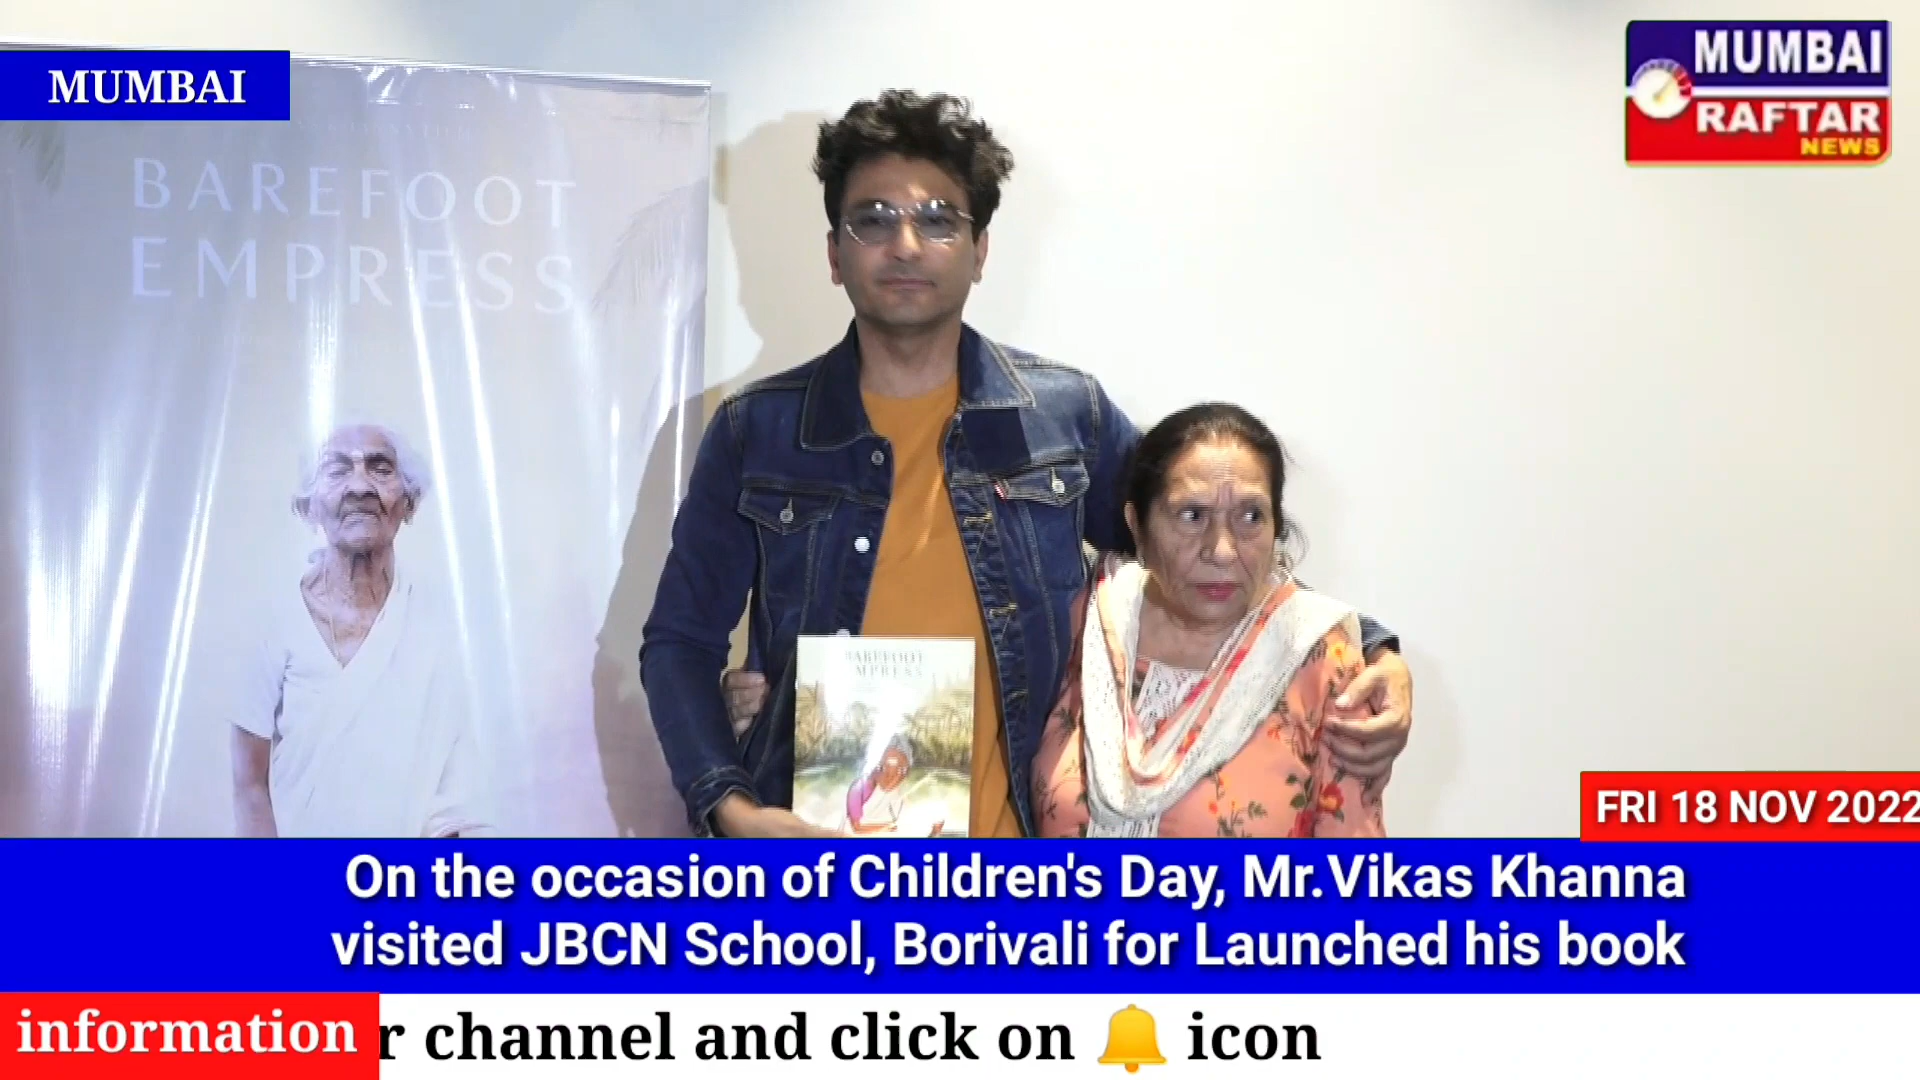 MUMBAI
MUMBAI
RAFTAR
NEWS
BAREFOOT
EMPRESS
BAREFOOT
EMPRESS
FRI 18 NOV 2022
On the occasion of Children's Day, Mr.Vikas Khanna
visited JBCN School, Borivali for Launched his book
information
r channel and click on 🔔 icon